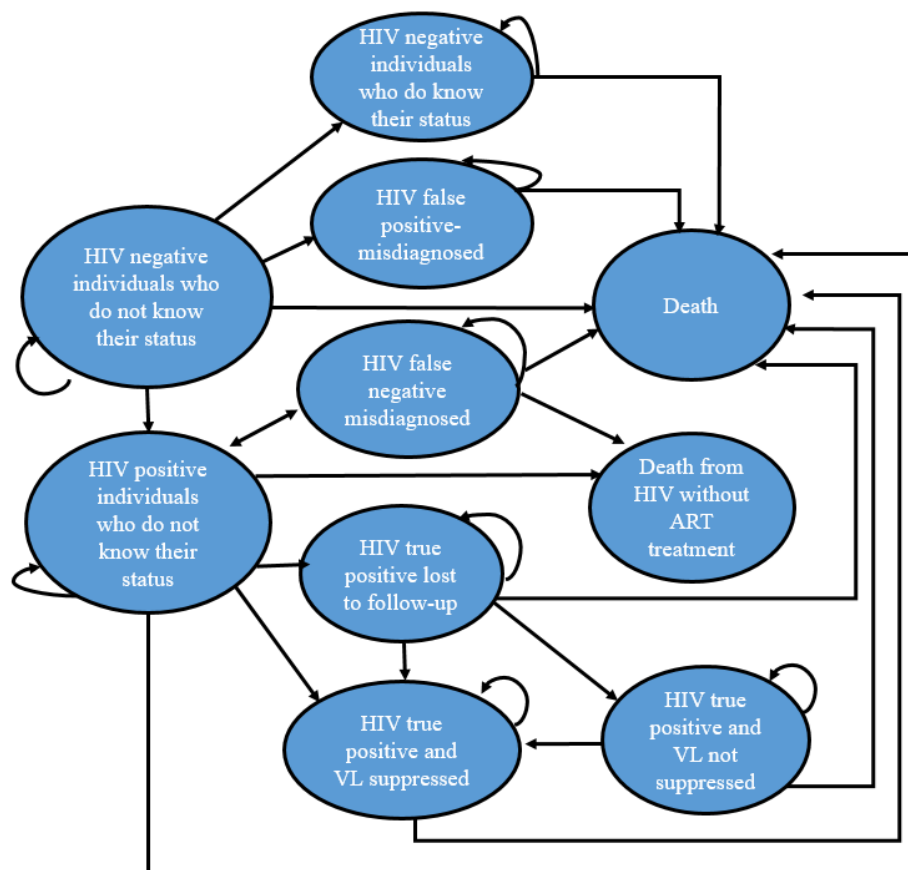 HIV negative
individuals
who do know
their status
HIV false
positive-
misdiagnosed
HIV negative
individuals who
do not know
their status
Death
HIV false
negative
misdiagnosed
HIV positive
individuals
who do not
know their
status
Death from
HIV without
ART
treatment
HIV true
positive lost
to follow-up
HIV true
positive and
VL suppressed
HIV true
positive and
VL not
suppressed